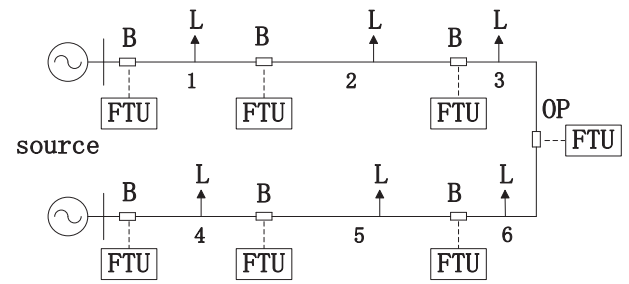 L L L
B B B
1 2 3
FTU FTU FTU
OP
FTU
source
L L L
B B B
4 5 6
FTU FTU FTU